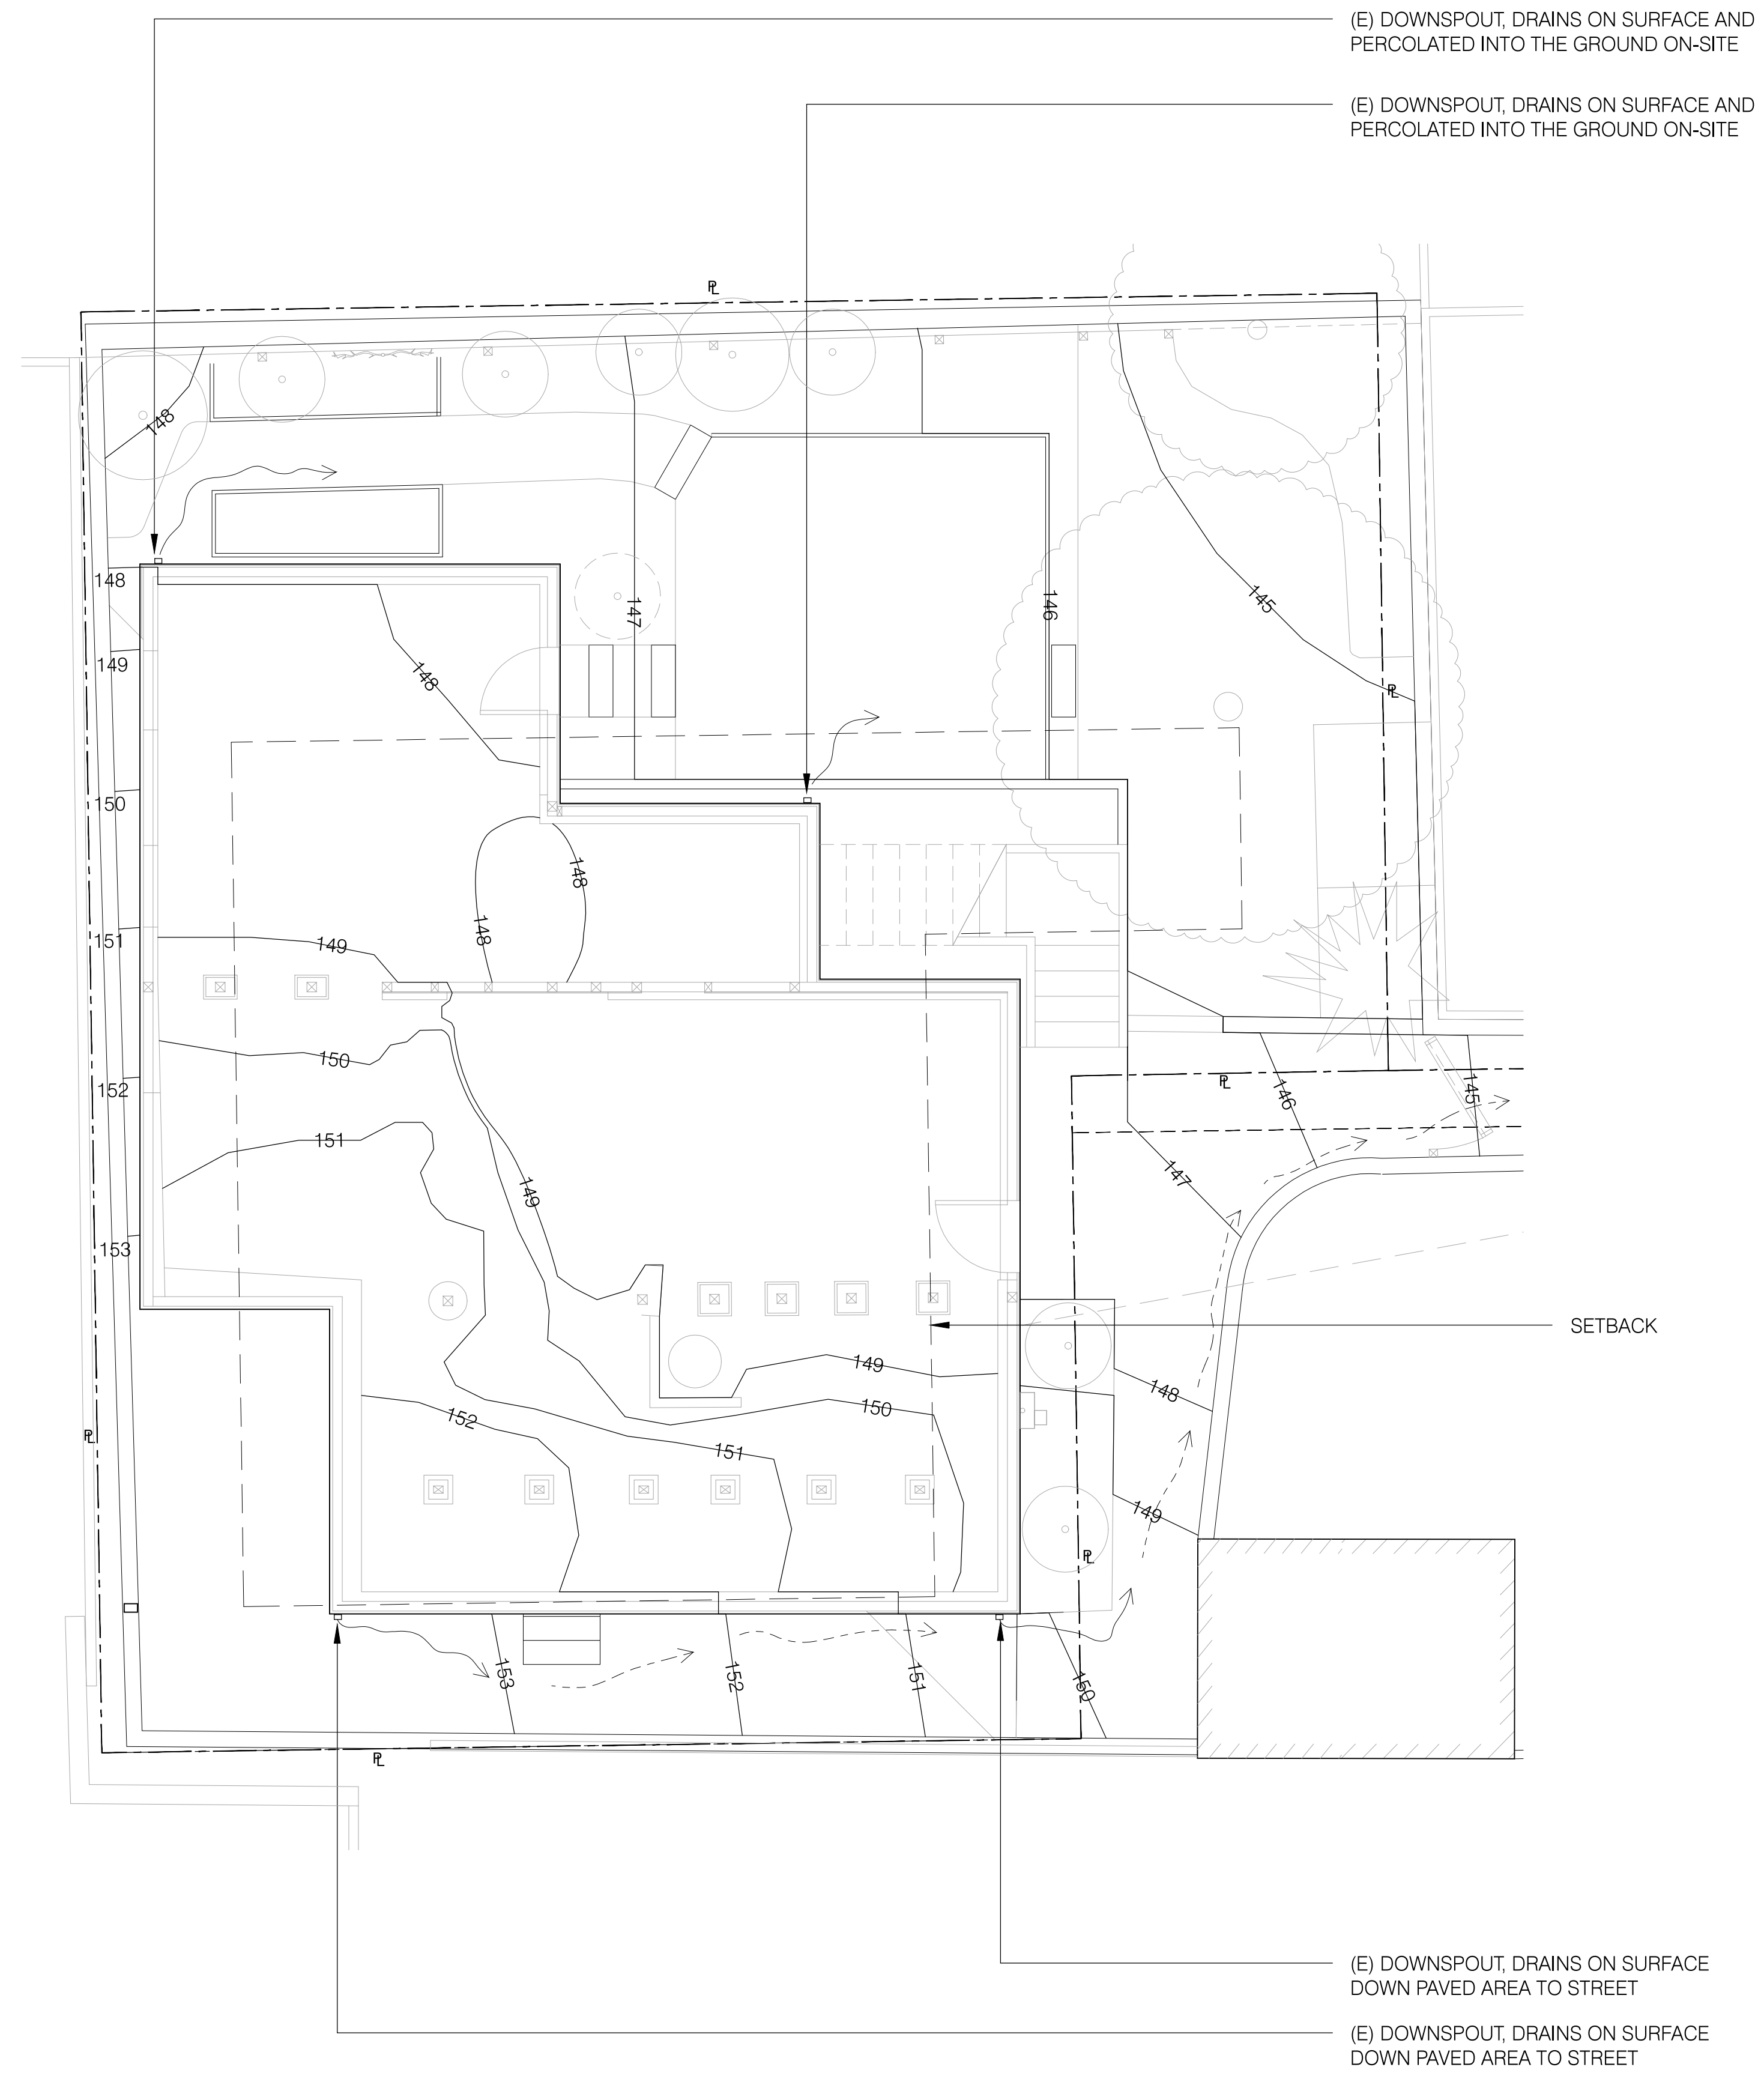 (E) DOWNSPOUT, DRAINS ON SURFACE AND
PERCOLATED INTO THE GROUND ON-SITE
(E) DOWNSPOUT, DRAINS ON SURFACE AND
PERCOLATED INTO THE GROUND ON-SITE
PL
148
148
147
146
145
149
148
PL
150
148
151
149
148
150
152
PL
146
145
151
147
149
153
SETBACK
149
148
150
152
PL
151
149
PL
153
152
151
150
PL
(E) DOWNSPOUT, DRAINS ON SURFACE
DOWN PAVED AREA TO STREET
(E) DOWNSPOUT, DRAINS ON SURFACE
DOWN PAVED AREA TO STREET